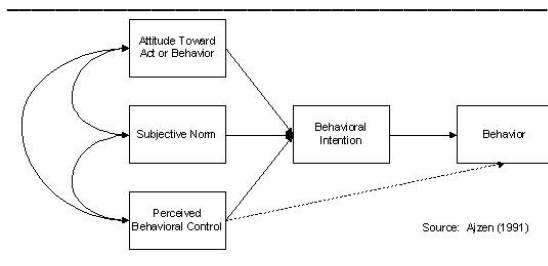 Attitude Toward
Act or Behavior
Subjective Norm
Behavioral
Intention
Behavior
Perceived
Behavioral Control
Source: Ajzen (1991)